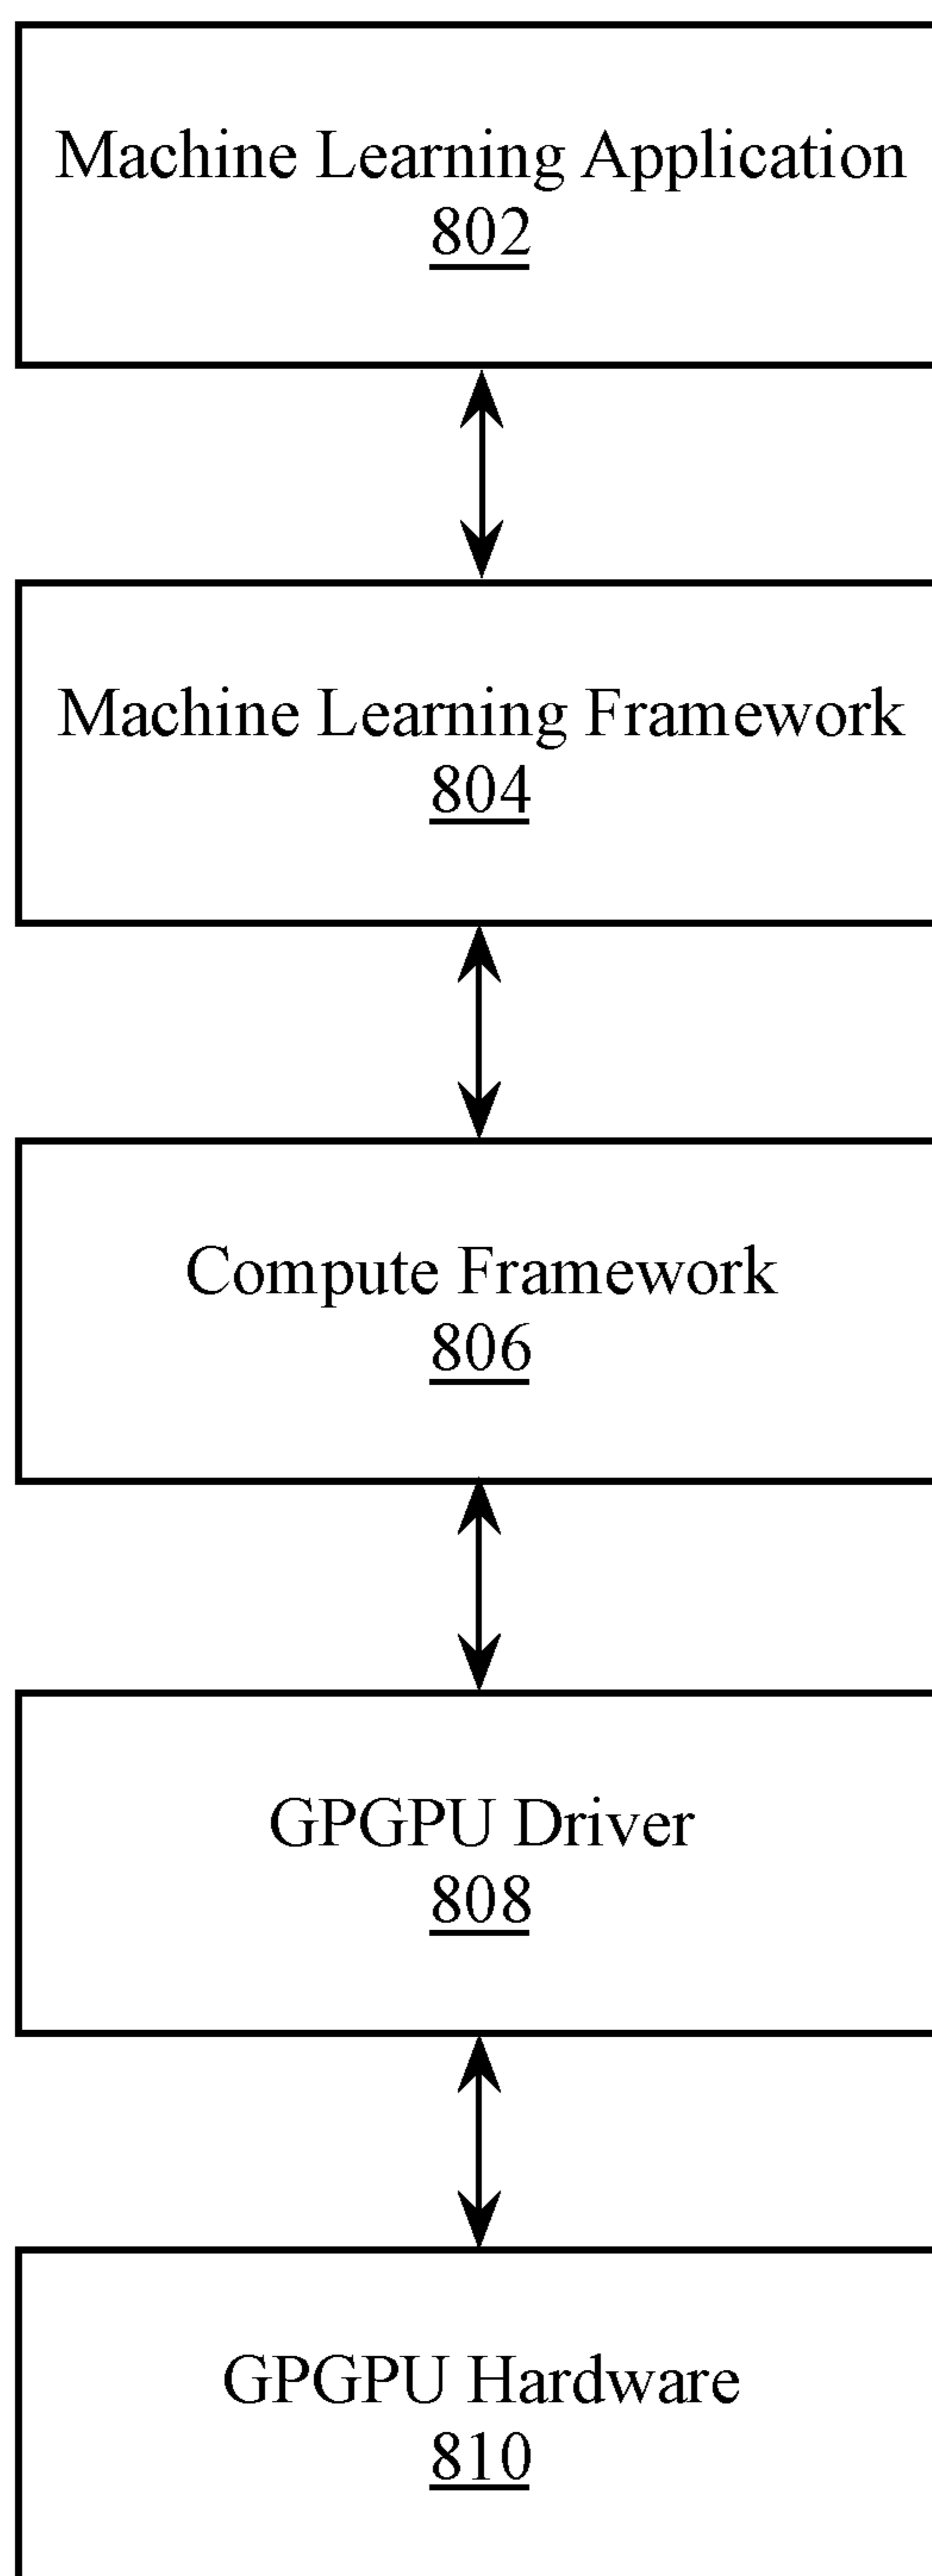 Machine Learning Application
802
Machine Learning Framework
804
Compute Framework
806
GPGPU Driver
808
GPGPU Hardware
810